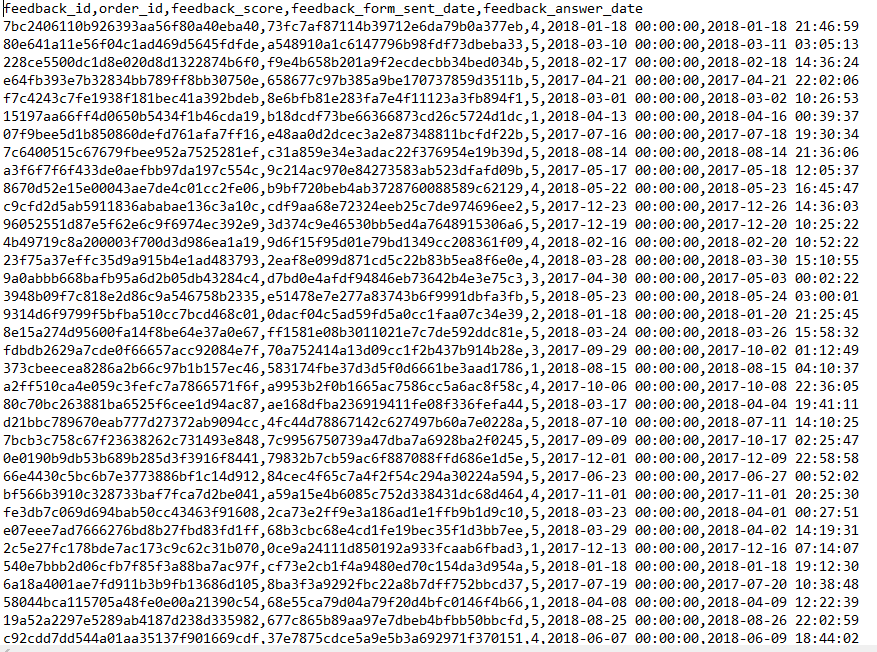 feedback_id,order_id,feedback_score,feedback_form_sent_date,feedback_answer_date
7bc2406110b926393aa56f80a40eba40,73fc7af87114b39712e6da79b0a377eb,4,2018-01-18 00:00:00,2018-01-18 21:46:59
80e641a11e56f04c1ad469d5645fdfde,a548910a1c6147796b98fdf73dbeba33,5,2018-03-10 00:00:00,2018-03-11 03:05:13
228ce5500dc1d8e020d8d1322874b6f0,f9e4b658b201a9f2ecdecbb34bed034b,5,2018-02-17 00:00:00,2018-02-18 14:36:24
e64fb393e7b32834bb789ff8bb30750e,658677c97b385a9be170737859d3511b,5,2017-04-21 00:00:00,2017-04-21 22:02:06
f7c4243c7fe1938f181bec41a392bdeb,8e6bfb81e283fa7e4f11123a3fb894f1,5,2018-03-01 00:00:00,2018-03-02 10:26:53
15197aa66ff4d0650b5434f1b46cda19,b18dcdf73be66366873cd26c5724d1dc,1,2018-04-13 00:00:00,2018-04-16 00:39:37
07f9bee5d1b850860defd761afa7ff16,e48aa0d2dcec3a2e87348811bcfdf22b,5,2017-07-16 00:00:00,2017-07-18 19:30:34
7c6400515c67679fbee952a7525281ef,c31a859e34e3adac22f376954e19b39d,5,2018-08-14 00:00:00,2018-08-14 21:36:06
a3f6f7f6f433de0aefbb97da197c554c,9c214ac970e84273583ab523dfafd09b,5,2017-05-17 00:00:00,2017-05-18 12:05:37
8670d52e15e00043ae7de4c01cc2fe06,b9bf720beb4ab3728760088589c62129,4,2018-05-22 00:00:00,2018-05-23 16:45:47
c9cfd2d5ab5911836ababae136c3a10c,cdf9aa68e72324eeb25c7de974696ee2,5,2017-12-23 00:00:00,2017-12-26 14:36:03
96052551d87e5f62e6c9f6974ec392e9,3d374c9e46530bb5ed4a7648915306a6,5,2017-12-19 00:00:00,2017-12-20 10:25:22
4b49719c8a200003f700d3d986ea1a19,9d6f15f95d01e79bd1349cc208361f09,4,2018-02-16 00:00:00,2018-02-20 10:52:22
23f75a37effc35d9a915b4e1ad483793,2eaf8e099d871cd5c22b83b5ea8f6e0e,4,2018-03-28 00:00:00,2018-03-30 15:10:55
9a0abbb668bafb95a6d2b05db43284c4,d7bd0e4afdf94846eb73642b4e3e75c3,3,2017-04-30 00:00:00,2017-05-03 00:02:22
3948b09f7c818e2d86c9a546758b2335,e51478e7e277a83743b6f9991dbfa3fb,5,2018-05-23 00:00:00,2018-05-24 03:00:01
9314d6f9799f5bfba510cc7bcd468c01,0dacf04c5ad59fd5a0cc1faa07c34e39,2,2018-01-18 00:00:00,2018-01-20 21:25:45
8e15a274d95600fa14f8be64e37a0e67,ff1581e08b3011021e7c7de592ddc81e,5,2018-03-24 00:00:00,2018-03-26 15:58:32
fdbdb2629a7cde0f66657acc92084e7f,70a752414a13d09cc1f2b437b914b28e,3,2017-09-29 00:00:00,2017-10-02 01:12:49
373cbeecea8286a2b66c97b1b157ec46,583174fbe37d3d5f0d6661be3aad1786,1,2018-08-15 00:00:00,2018-08-15 04:10:37
a2ff510ca4e059c3fefc7a7866571f6f,a9953b2f0b1665ac7586cc5a6ac8f58c,4,2017-10-06 00:00:00,2017-10-08 22:36:05
80c70bc263881ba6525f6cee1d94ac87,ae168dfba236919411fe08f336fefa44,5,2018-03-17 00:00:00,2018-04-04 19:41:11
d21bbc789670eab777d27372ab9094cc,4fc44d78867142c627497b60a7e0228a,5,2018-07-10 00:00:00,2018-07-11 14:10:25
7bcb3c758c67f23638262c731493e848,7c9956750739a47dba7a6928ba2f0245,5,2017-09-09 00:00:00,2017-10-17 02:25:47
0e0190b9db53b689b285d3f3916f8441,79832b7cb59ac6f887088ffd686e1d5e,5,2017-12-01 00:00:00,2017-12-09 22:58:58
66e4430c5bc6b7e3773886bf1c14d912,84cec4f65c7a4f2f54c294a30224a594,5,2017-06-23 00:00:00,2017-06-27 00:52:02
bf566b3910c328733baf7fca7d2be041,a59a15e4b6085c752d338431dc68d464,4,2017-11-01 00:00:00,2017-11-01 20:25:30
fe3db7c069d694bab50cc43463f91608,2ca73e2ff9e3a186ad1e1ffb9b1d9c10,5,2018-03-23 00:00:00,2018-04-01 00:27:51
e07eee7ad7666276bd8b27fbd83fd1ff,68b3cbc68e4cd1fe19bec35f1d3bb7ee,5,2018-03-29 00:00:00,2018-04-02 14:19:31
2c5e27fc178bde7ac173c9c62c31b070,0ce9a24111d850192a933fcaab6fbad3,1,2017-12-13 00:00:00,2017-12-16 07:14:07
540e7bbb2d06cfb7f85f3a88ba7ac97f,cf73e2cb1f4a9480ed70c154da3d954a,5,2018-01-18 00:00:00,2018-01-18 19:12:30
6a18a4001ae7fd911b3b9fb13686d105,8ba3f3a9292fbc22a8b7dff752bbcd37,5,2017-07-19 00:00:00,2017-07-20 10:38:48
58044bca115705a48fe0e00a21390c54,68e55ca79d04a79f20d4bfc0146f4b66,1,2018-04-08 00:00:00,2018-04-09 12:22:39
19a52a2297e5289ab4187d238d335982,677c865b89aa97e7dbeb4bfbb50bbcfd,5,2018-08-25 00:00:00,2018-08-26 22:02:59
c92cdd7dd544a01aa35137f901669cdf,37e7875cdce5a9e5b3a692971f370151,4,2018-06-07 00:00:00,2018-06-09 18:44:02